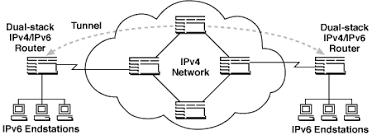 Tunnel
Dual-stack
IPv4/IPv6
Router
IPv4
Network
Dual-stack
IPv4/IPv6
Router
IPv6 Endstations
IPv6 Endstations